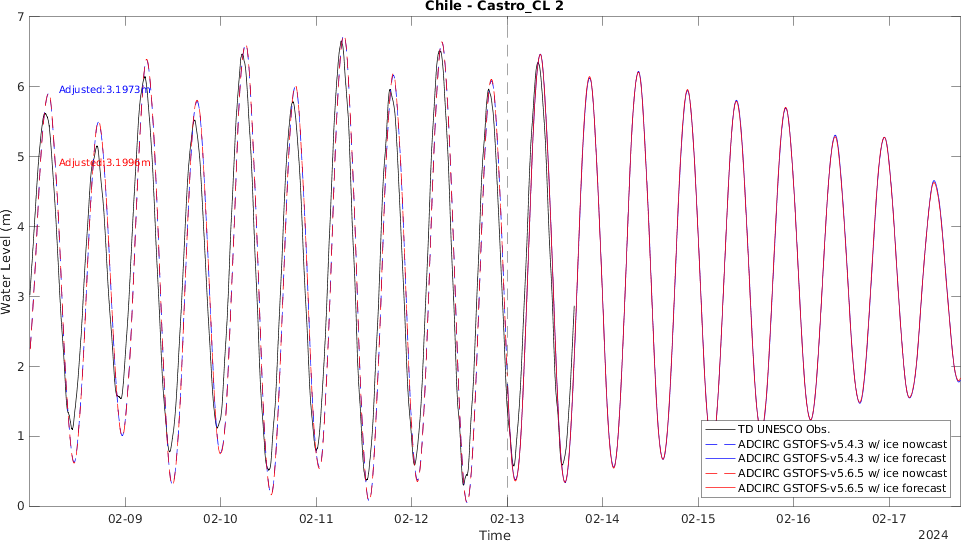 Chile - Castro_CL 2
7
6
5
4
3
2
1
0
Water Level (m)
Adjusted:3.1973m
Adjusted:3.1996m
TD UNESCO Obs.
ADCIRC GSTOFS-v5.4.3 w/ ice nowcast
ADCIRC GSTOFS-v5.4.3 w/ ice forecast
ADCIRC GSTOFS-v5.6.5 w/ ice nowcast
ADCIRC GSTOFS-v5.6.5 w/ ice forecast
02-09 02-10 02-11 02-12 02-13 02-14 02-15 02-16 02-17
Time
2024